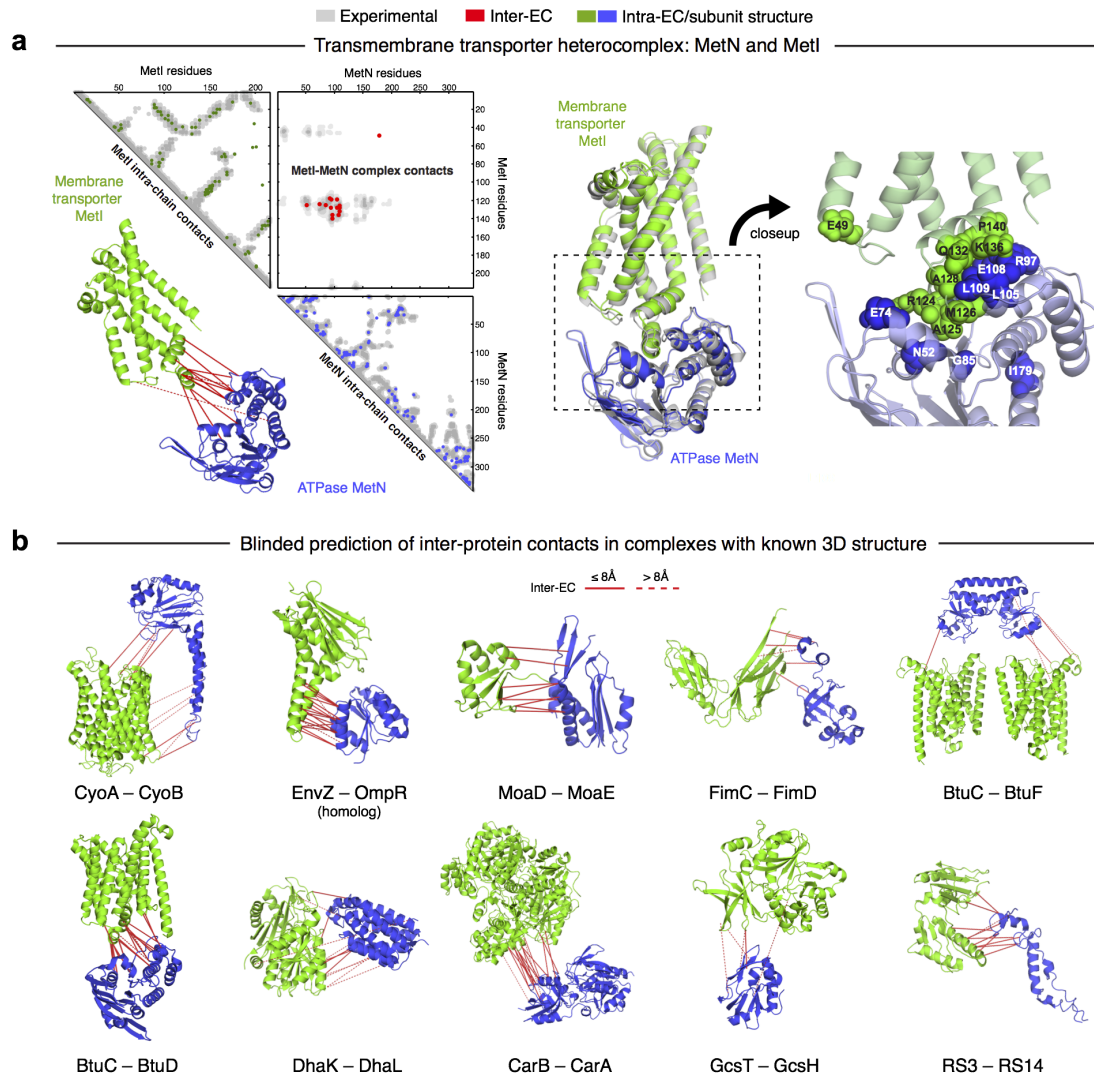 Experimental Inter-EC Intra-EC/subunit structure
a
Transmembrane transporter heterocomplex: MetN and MetI
MetI residues
50 100 150 200
MetN residues
50 100 150 200 250 300
20
40
60
80
100
120
140
160
180
200
MetI residues
MetI intra-chain contacts
MetI-MetN complex contacts
Membrane
transporter
MetI
50
100
150
200
250
300
MetN residues
MetN intra-chain contacts
ATPase MetN
Membrane
transporter
MetI
ATPase MetN
closeup
E49
P140
Q132 K136
E108 R97
A128
L109
L105
R124
E74
M126
A125
N52
G85
I179
b
Blinded prediction of inter-protein contacts in complexes with known 3D structure
≤ 8Å > 8Å
Inter-EC
CyoA – CyoB
EnvZ – OmpR
(homolog)
MoaD – MoaE
FimC – FimD
BtuC – BtuF
BtuC – BtuD
DhaK – DhaL
CarB – CarA
GcsT – GcsH
RS3 – RS14